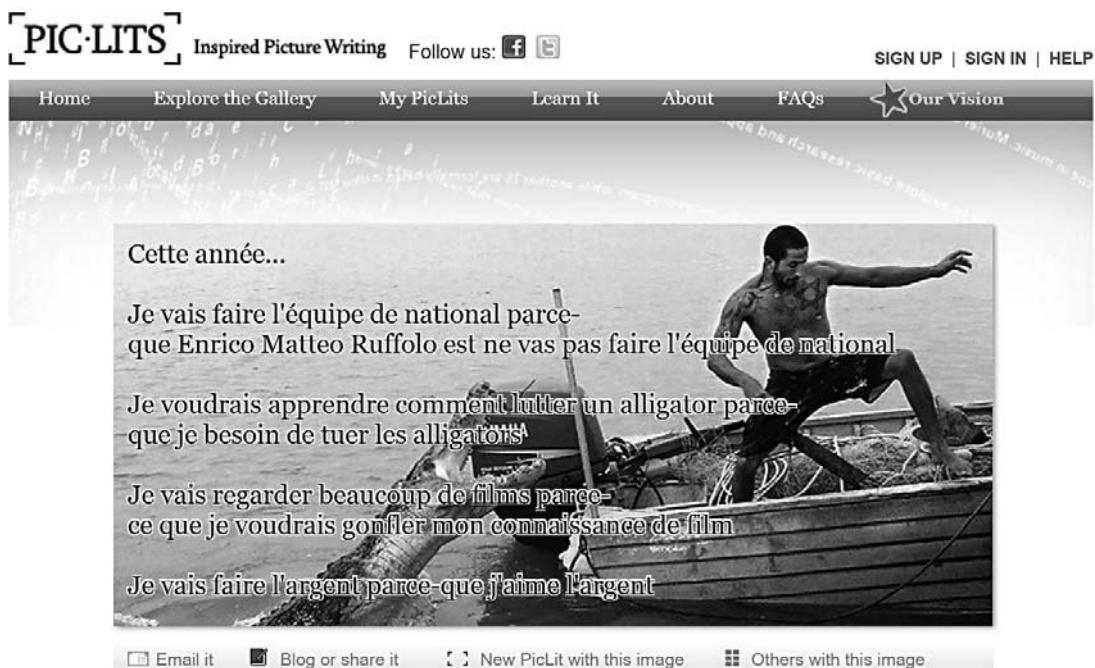 PIC·LITS Inspired Picture Writing Follow us:
SIGN UP | SIGN IN | HELP
Home Explore the Gallery My PicLits Learn It About FAQs Our Vision
Cette année...
Je vais faire l'équipe de national parce-
que Enrico Matteo Ruffolo est ne vas pas faire l'équipe de national
Je voudrais apprendre comment lutter un alligator parce-
que je besoin de tuer les alligators
Je vais regarder beaucoup de films parce-
ce que je voudrais gonfler mon connaissance de film
Je vais faire l'argent parce-que j'aime l'argent
Email it Blog or share it New PicLit with this image Others with this image